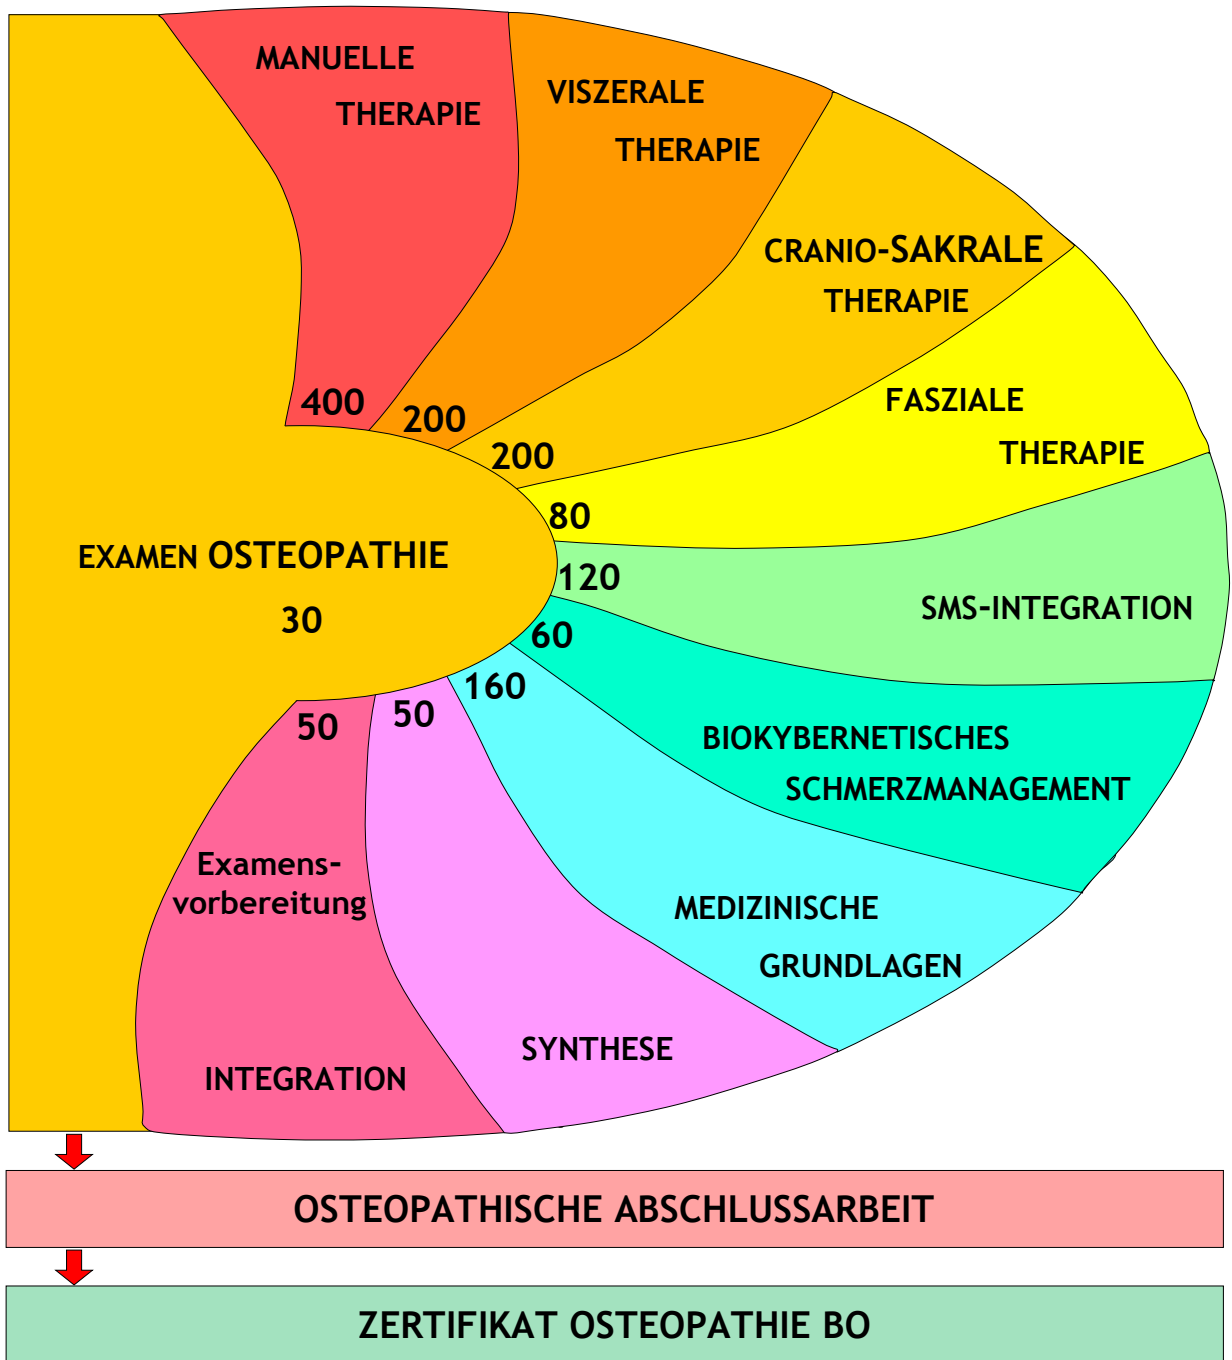 MANUELLE
THERAPIE
400
VISZERALE
THERAPIE
200
CRANIO-SAKRALE
THERAPIE
200
FASZIALE
THERAPIE
80
SMS-INTEGRATION
120
BIOKYBERNETISCHES
SCHMERZMANAGEMENT
60
MEDIZINISCHE
GRUNDLAGEN
160
SYNTHESE
50
Examens-
vorbereitung
INTEGRATION
50
EXAMEN OSTEOPATHIE
30
OSTEOPATHISCHE ABSCHLUSSARBEIT
ZERTIFIKAT OSTEOPATHIE BO